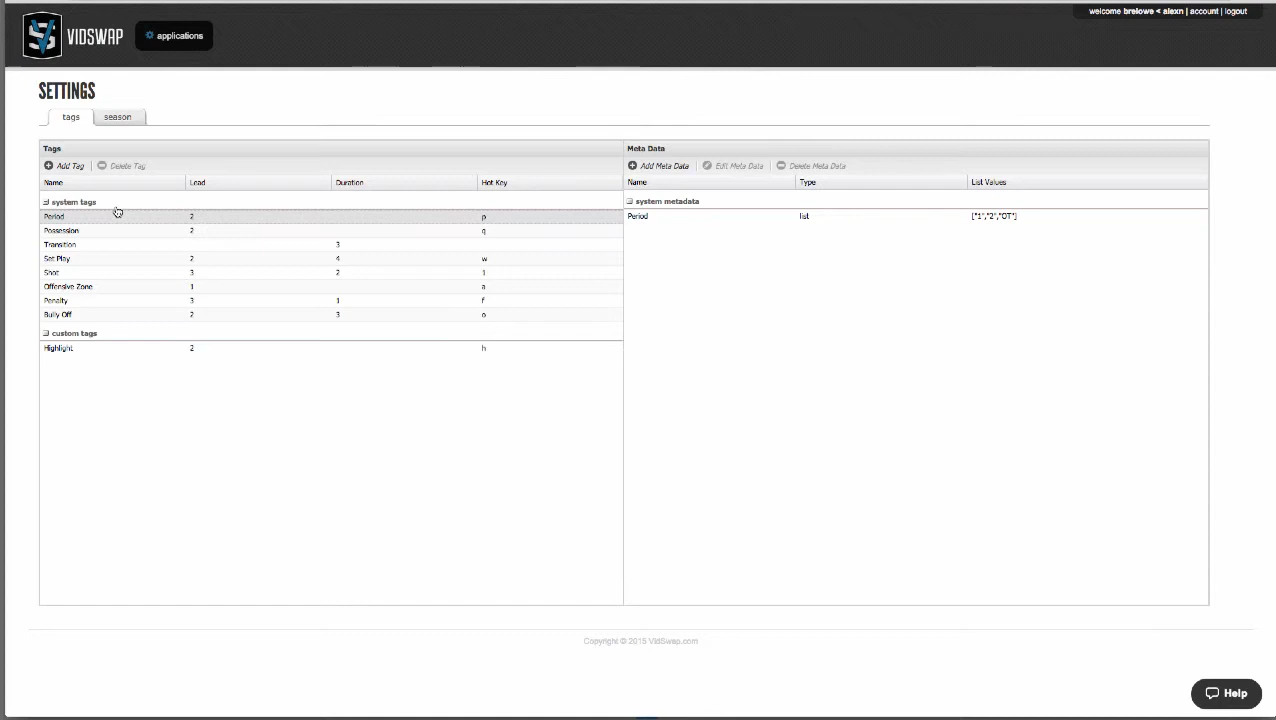 welcome brelowe < alexn | account | logout
VIDSWAP
applications
SETTINGS
tags
season
Tags
Meta Data
Add Tag
Delete Tag
Add Meta Data
Edit Meta Data
Delete Meta Data
Name Lead Duration Hot Key
Name Type List Values
system tags
system metadata
Period 2 p
Period list ["1","2","OT"]
Possession 2 q
Transition 3
Set Play 2 4 w
Shot 3 2 1
Offensive Zone 1 a
Penalty 3 1 f
Bully Off 2 3 o
custom tags
Highlight 2 h
Copyright © 2015 VidSwap.com
Help